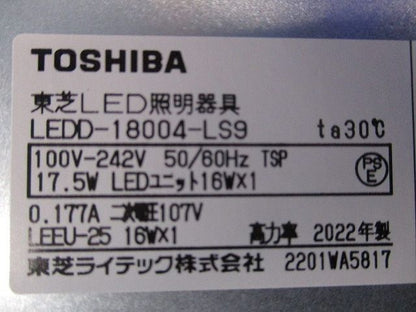 TOSHIBA
東芝LED照明器具
LEDD-18004-LS9 ta30℃
100V-242V 50/60Hz TSP
17.5W LEDユニット16W×1
PS E
0.177A 二次電圧107V
LEEU-25 16W×1 高力率 2022年製
東芝ライテック株式会社 2201WA5817